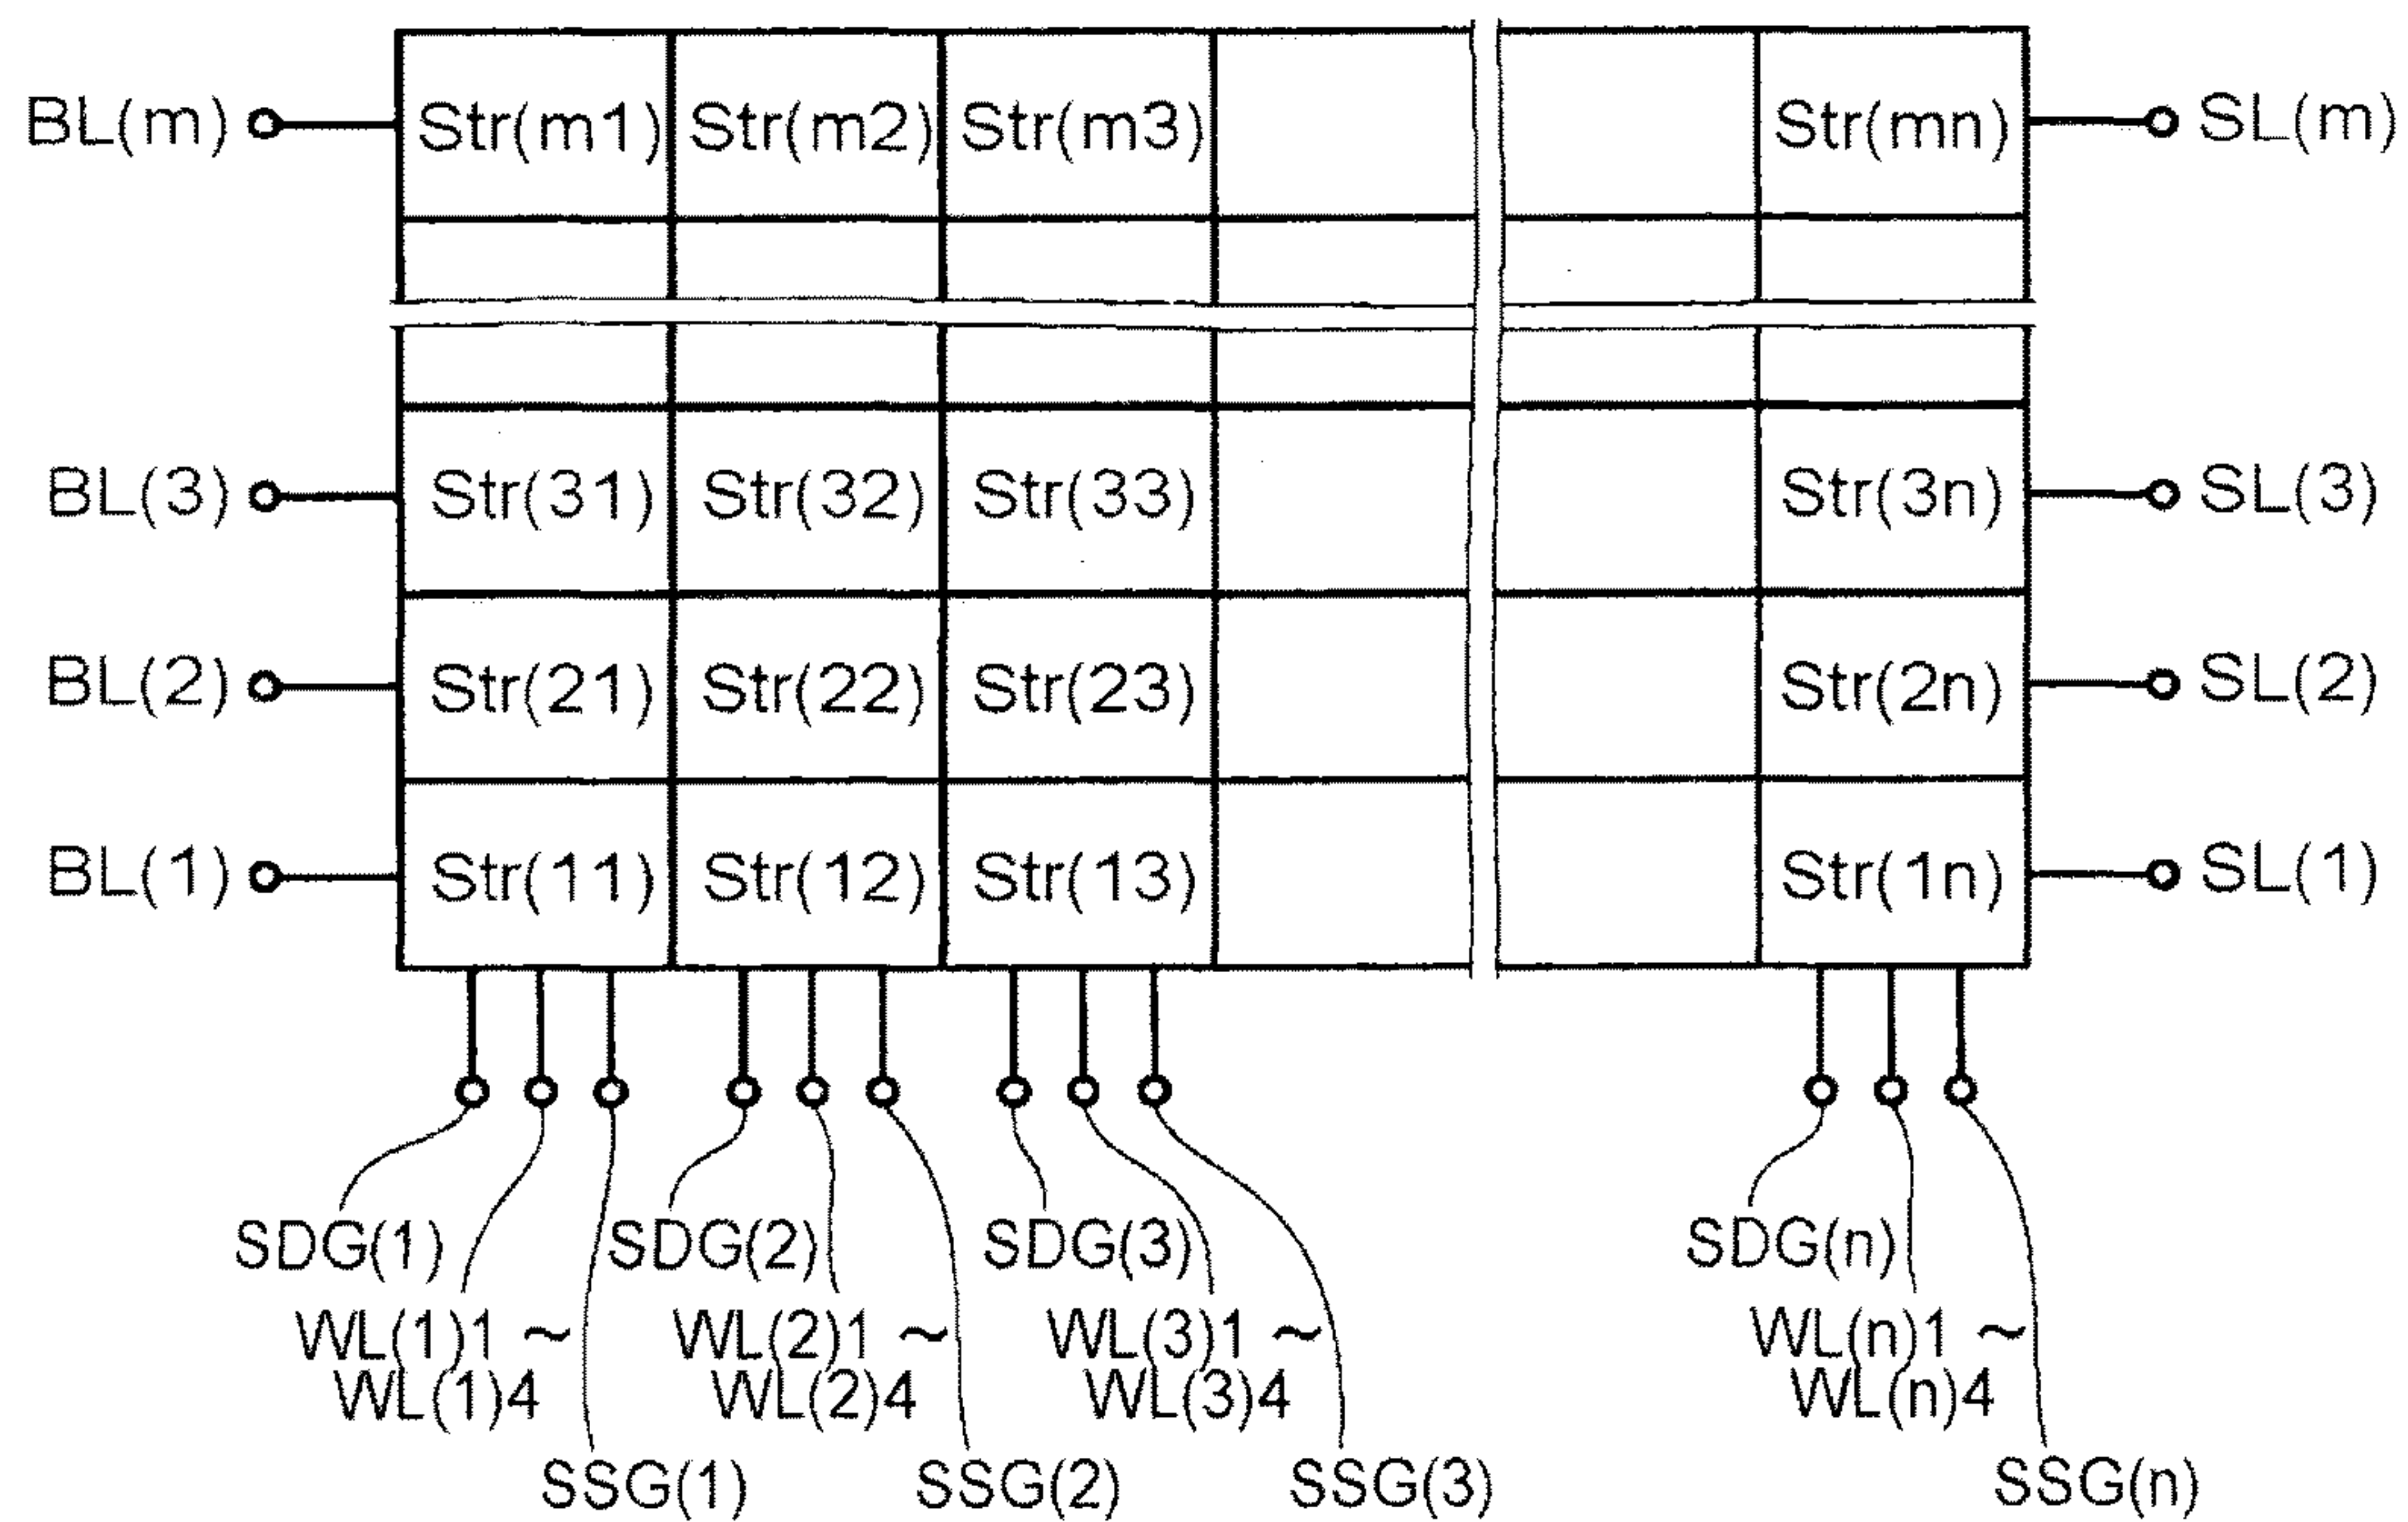 BL(m) Str(m1) Str(m2) Str(m3) Str(mn) SL(m)
BL(3) Str(31) Str(32) Str(33) Str(3n) SL(3)
BL(2) Str(21) Str(22) Str(23) Str(2n) SL(2)
BL(1) Str(11) Str(12) Str(13) Str(1n) SL(1)
SDG(1) SDG(2) SDG(3) SDG(n)
WL(1)1 ~ WL(2)1 ~ WL(3)1 ~ WL(n)1 ~
WL(1)4 WL(2)4 WL(3)4 WL(n)4
SSG(1) SSG(2) SSG(3) SSG(n)